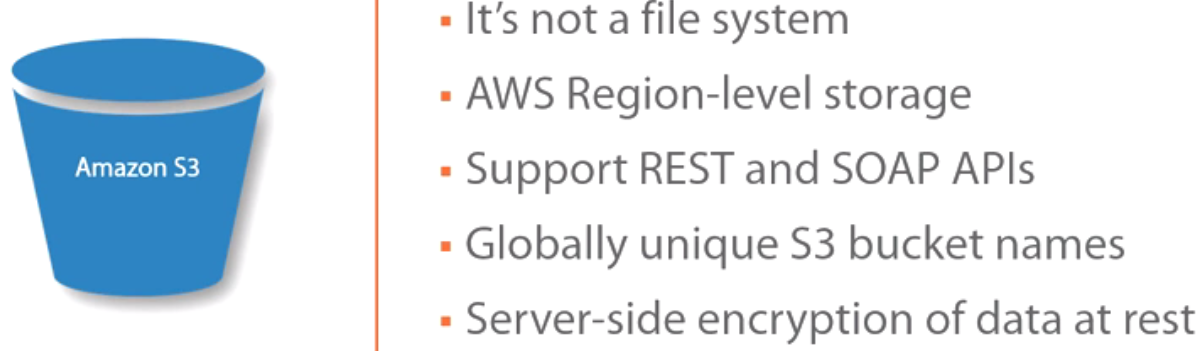 Amazon S3
▪ It's not a file system
▪ AWS Region-level storage
▪ Support REST and SOAP APIs
▪ Globally unique S3 bucket names
▪ Server-side encryption of data at rest